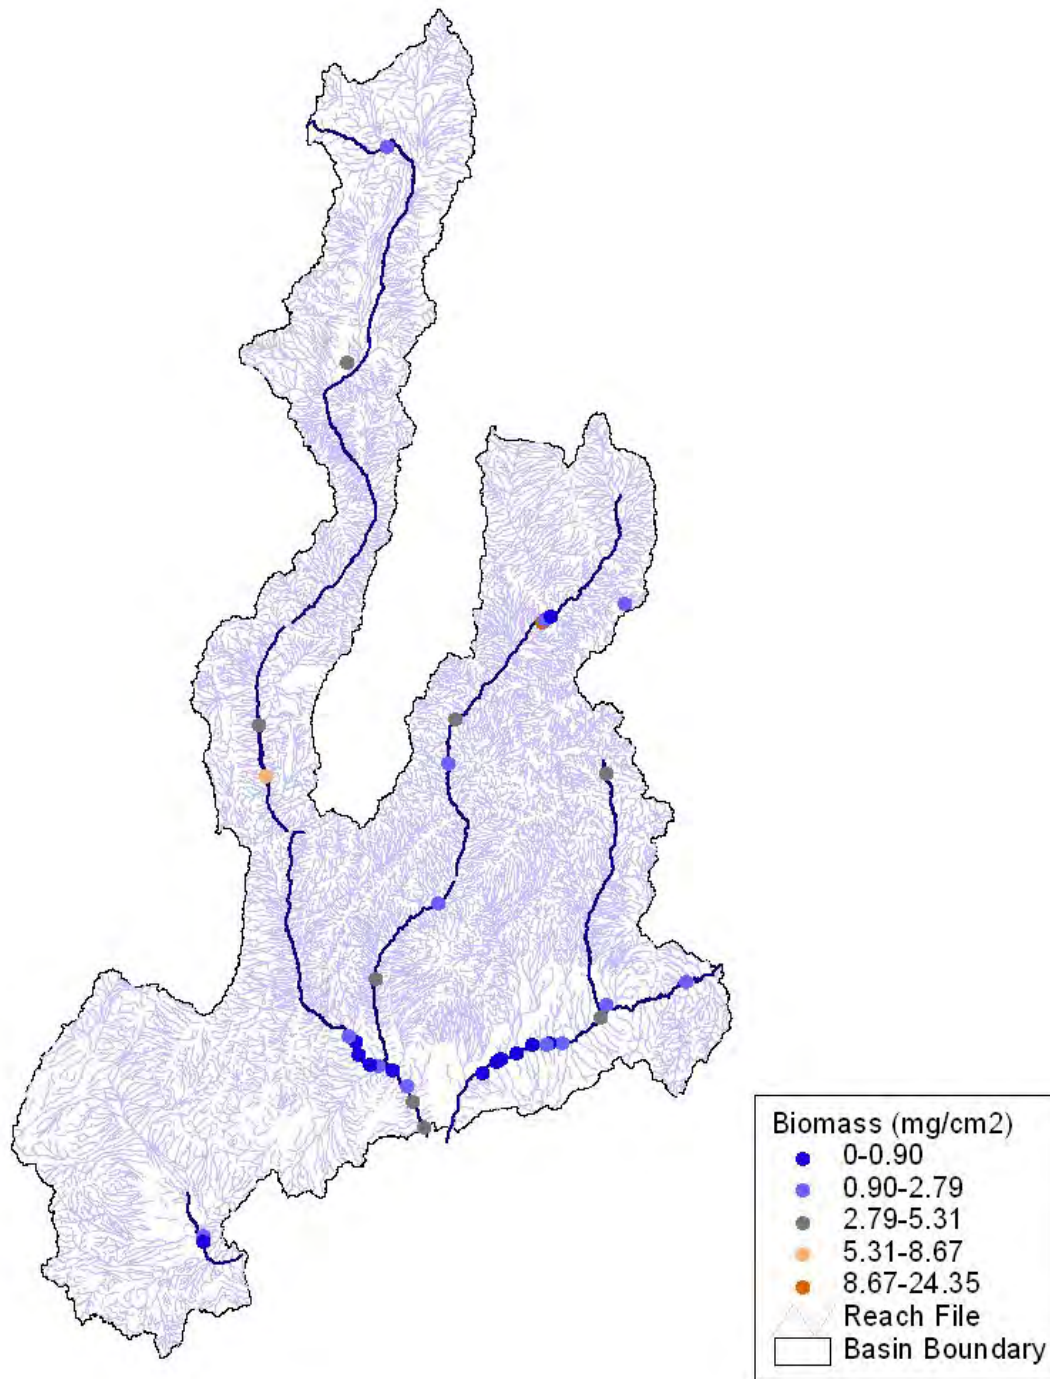 Biomass (mg/cm2)
0-0.90
0.90-2.79
2.79-5.31
5.31-8.67
8.67-24.35
Reach File
Basin Boundary